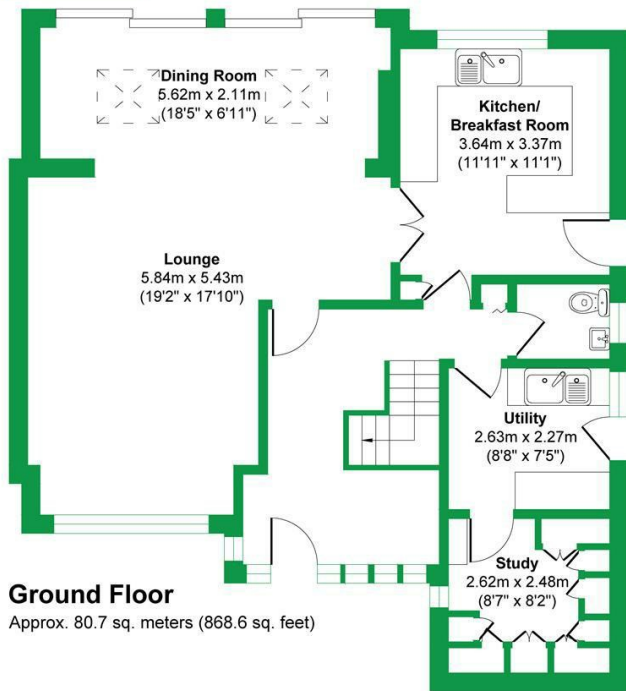 Dining Room
5.62m x 2.11m
(18'5" x 6'11")
Kitchen/
Breakfast Room
3.64m x 3.37m
(11'11" x 11'1")
Lounge
5.84m x 5.43m
(19'2" x 17'10")
Utility
2.63m x 2.27m
(8'8" x 7'5")
Study
2.62m x 2.48m
(8'7" x 8'2")
Ground Floor
Approx. 80.7 sq. meters (868.6 sq. feet)